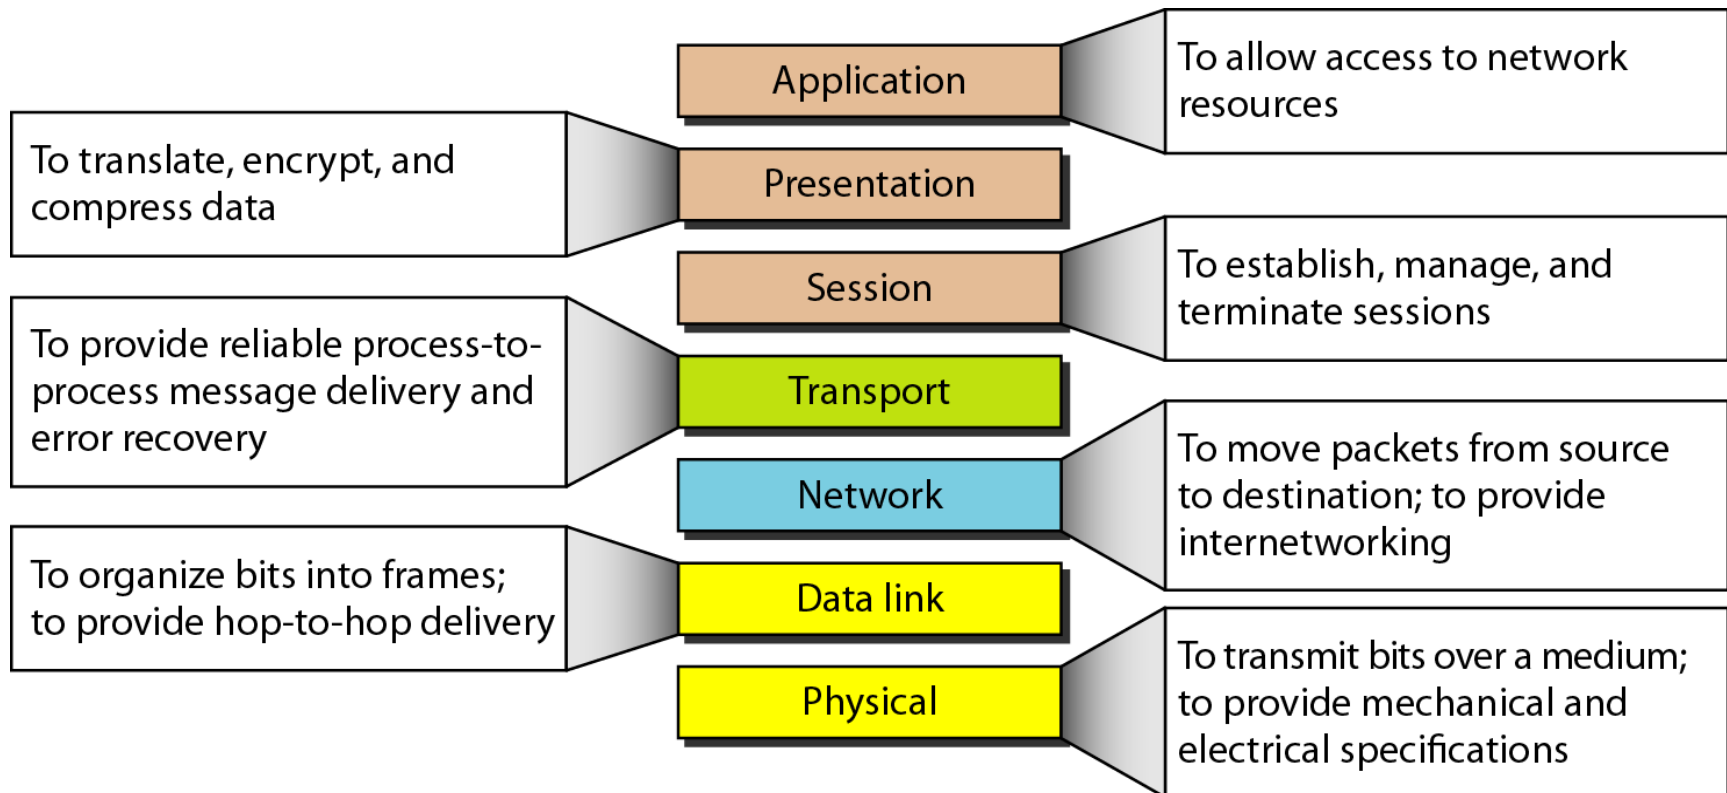 Application
To allow access to network
resources
To translate, encrypt, and
compress data
Presentation
Session
To establish, manage, and
terminate sessions
To provide reliable process-to-
process message delivery and
error recovery
Transport
Network
To move packets from source
to destination; to provide
internetworking
To organize bits into frames;
to provide hop-to-hop delivery
Data link
Physical
To transmit bits over a medium;
to provide mechanical and
electrical specifications